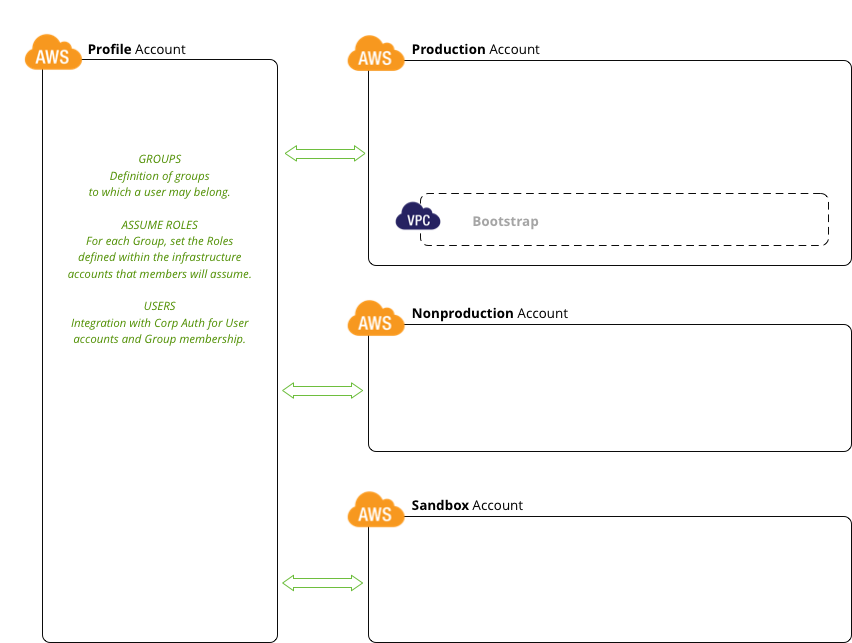 AWS
Profile Account
GROUPS
Definition of groups
to which a user may belong.
ASSUME ROLES
For each Group, set the Roles
defined within the infrastructure
accounts that members will assume.
USERS
Integration with Corp Auth for User
accounts and Group membership.
AWS
Production Account
VPC
Bootstrap
AWS
Nonproduction Account
AWS
Sandbox Account